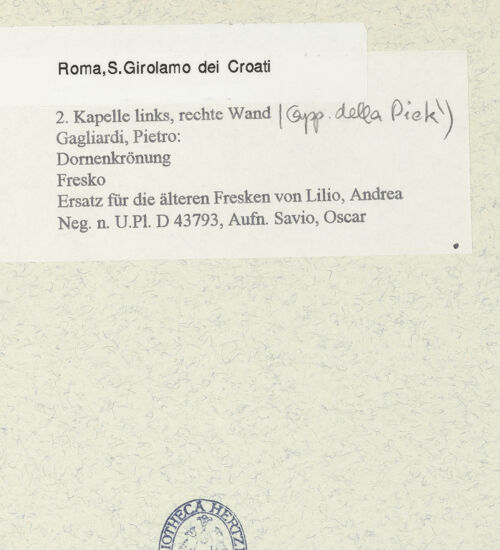 Roma,S.Girolamo dei Croati
2. Kapelle links, rechte Wand (Capp. della Pietà)
Gagliardi, Pietro:
Dornenkrönung
Fresko
Ersatz für die älteren Fresken von Lilio, Andrea
Neg. n. U.Pl. D 43793, Aufn. Savio, Oscar